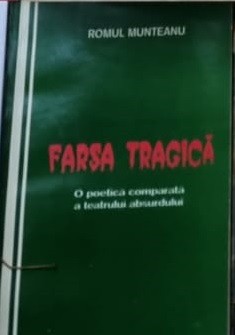 ROMUL MUNTEANU
FARSA TRAGICĂ
O poetică comparată
a teatrului absurdului